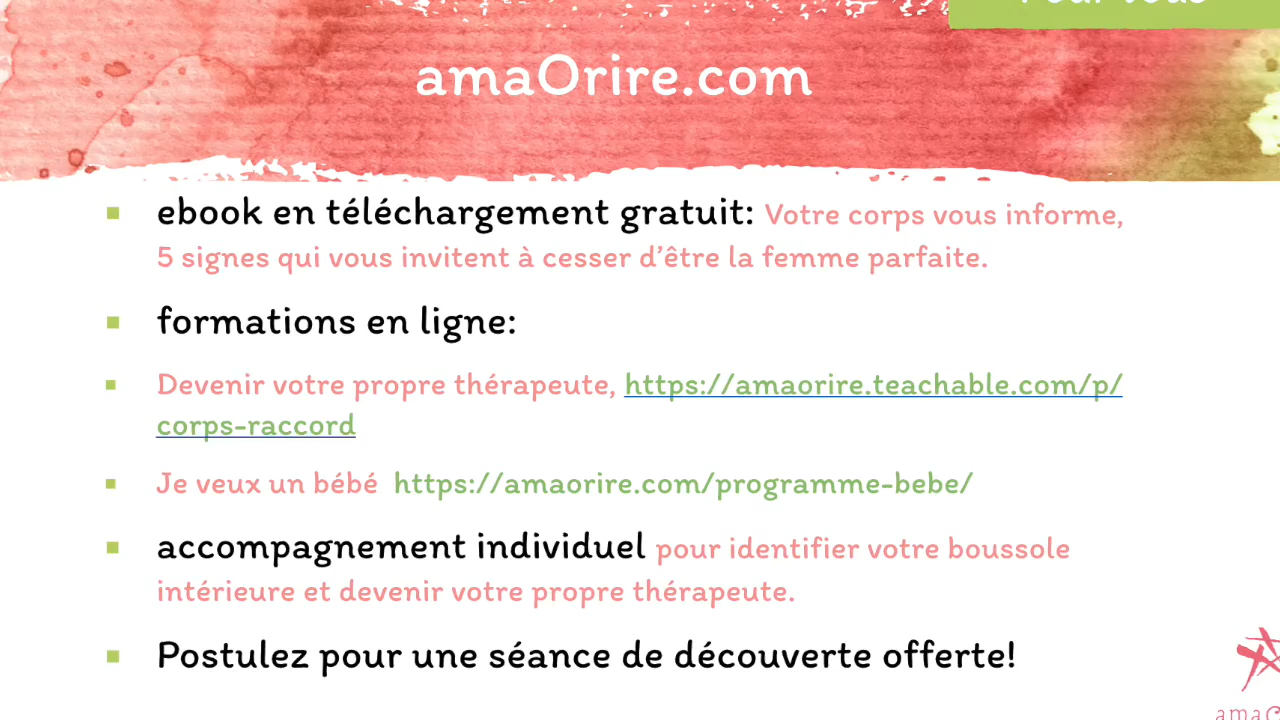 Pour vous
amaOrire.com
ebook en téléchargement gratuit: Votre corps vous informe,
5 signes qui vous invitent à cesser d’être la femme parfaite.
formations en ligne:
Devenir votre propre thérapeute, https://amaorire.teachable.com/p/
corps-raccord
Je veux un bébé https://amaorire.com/programme-bebe/
accompagnement individuel pour identifier votre boussole
intérieure et devenir votre propre thérapeute.
Postulez pour une séance de découverte offerte!